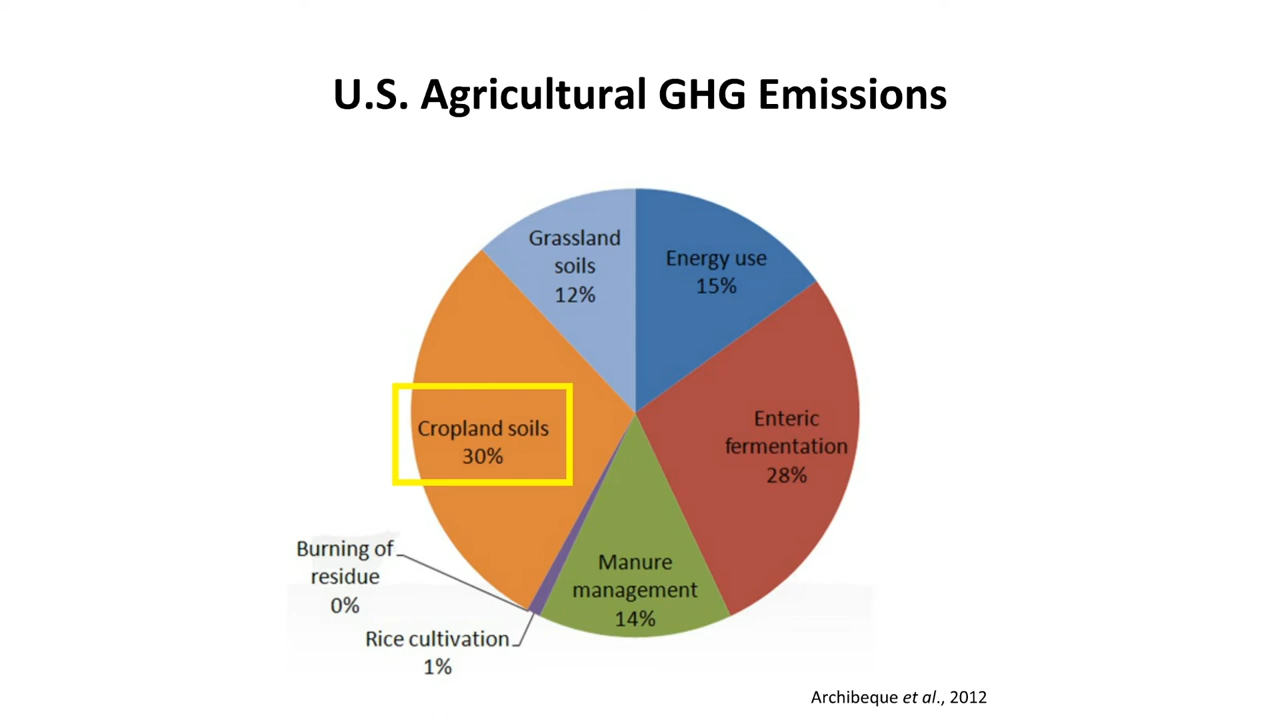 U.S. Agricultural GHG Emissions
Grassland
soils
12%
Energy use
15%
Cropland soils
30%
Enteric
fermentation
28%
Burning of
residue
0%
Manure
management
14%
Rice cultivation
1%
Archibeque et al., 2012